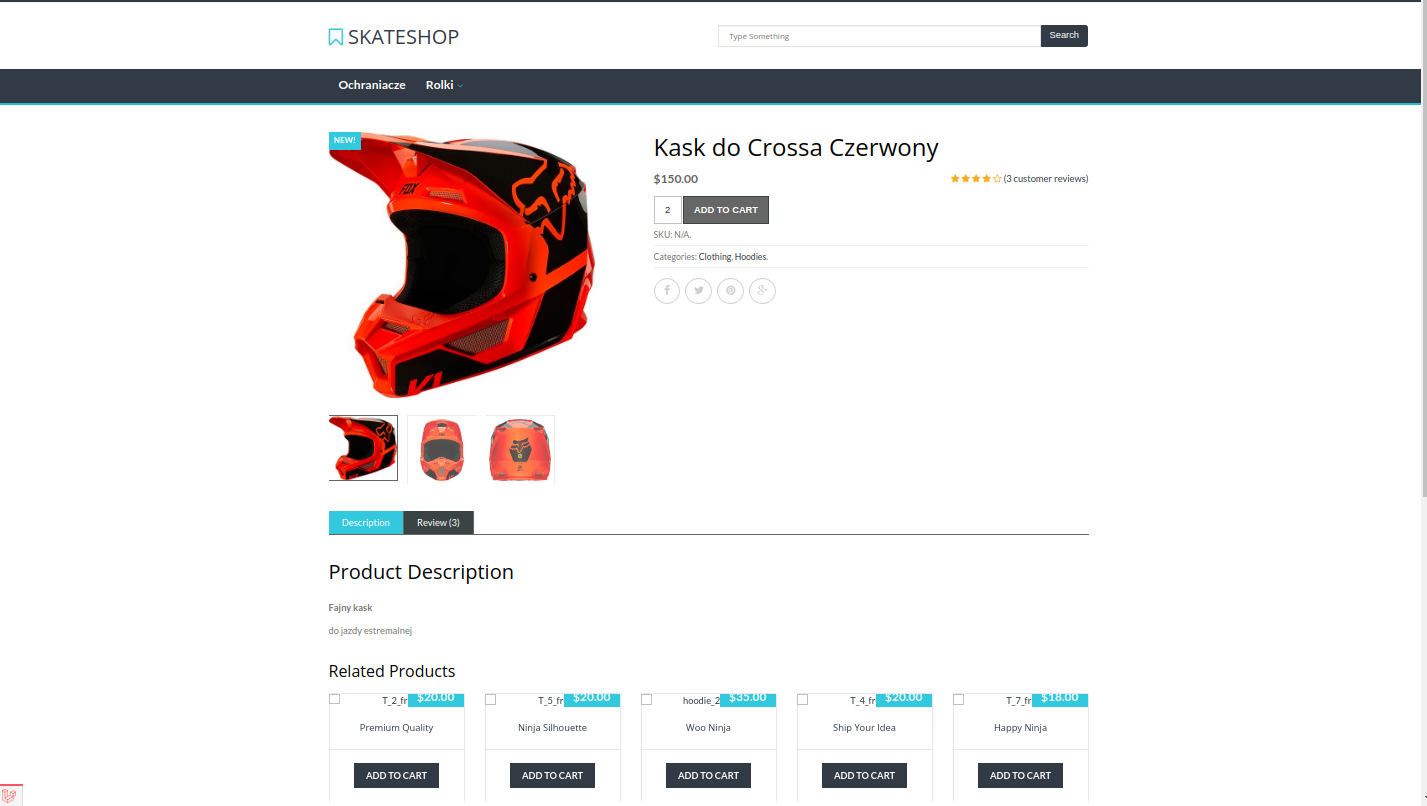 SKATESHOP
Type Something
Search
Ochraniacze Rolki
NEW!
FOX
V1
Kask do Crossa Czerwony
$150.00
(3 customer reviews)
2 ADD TO CART
SKU: N/A.
Categories: Clothing, Hoodies.
Description Review (3)
Product Description
Fajny kask
do jazdy estremalnej
Related Products
T_2_fr $20.00
Premium Quality
ADD TO CART
T_5_fr $20.00
Ninja Silhouette
ADD TO CART
hoodie_2 $35.00
Woo Ninja
ADD TO CART
T_4_fr $20.00
Ship Your Idea
ADD TO CART
T_7_fr $18.00
Happy Ninja
ADD TO CART